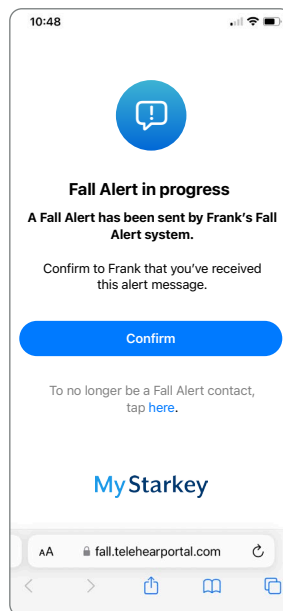 10:48
Fall Alert in progress
A Fall Alert has been sent by Frank's Fall
Alert system.
Confirm to Frank that you've received
this alert message.
Confirm
To no longer be a Fall Alert contact,
tap here.
My Starkey
AA fall.telehearportal.com